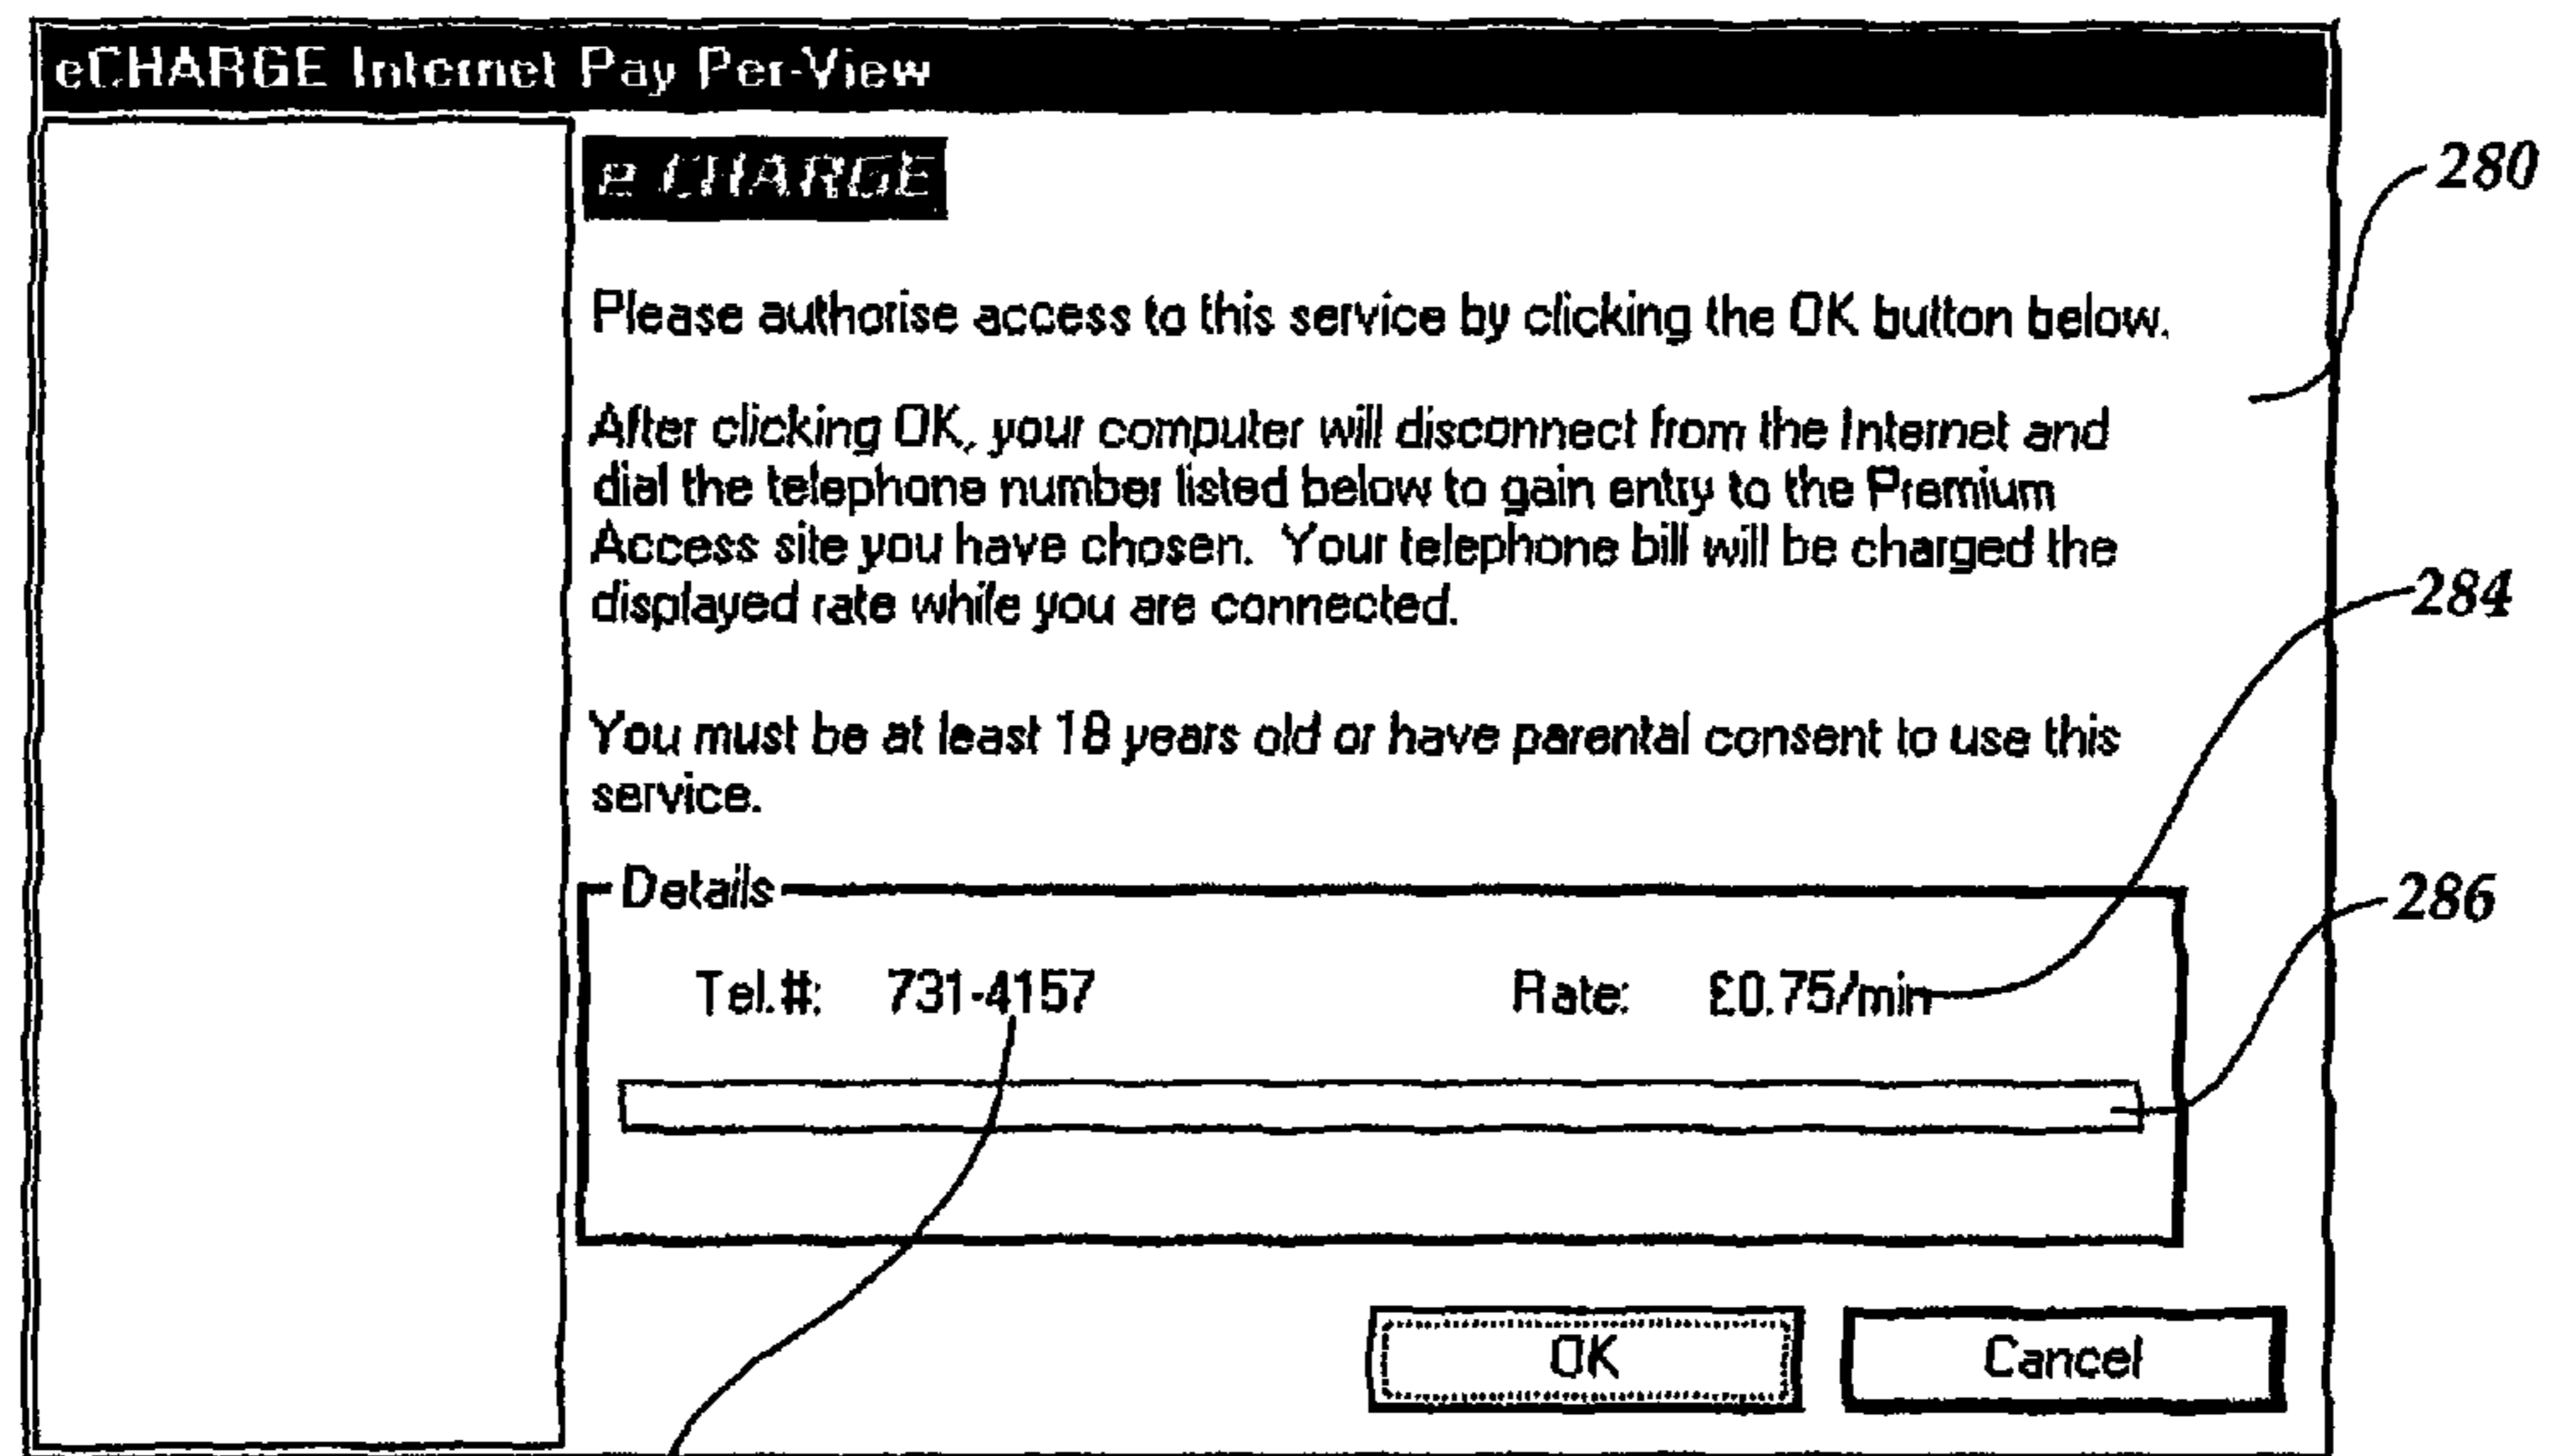 eCHARGE Internet Pay Per-View
e CHARGE
280
Please authorise access to this service by clicking the OK button below.
After clicking OK, your computer will disconnect from the Internet and
dial the telephone number listed below to gain entry to the Premium
Access site you have chosen. Your telephone bill will be charged the
displayed rate while you are connected.
284
You must be at least 18 years old or have parental consent to use this
service.
Details
286
Tel.#: 731-4157 Rate: £0.75/min
OK Cancel